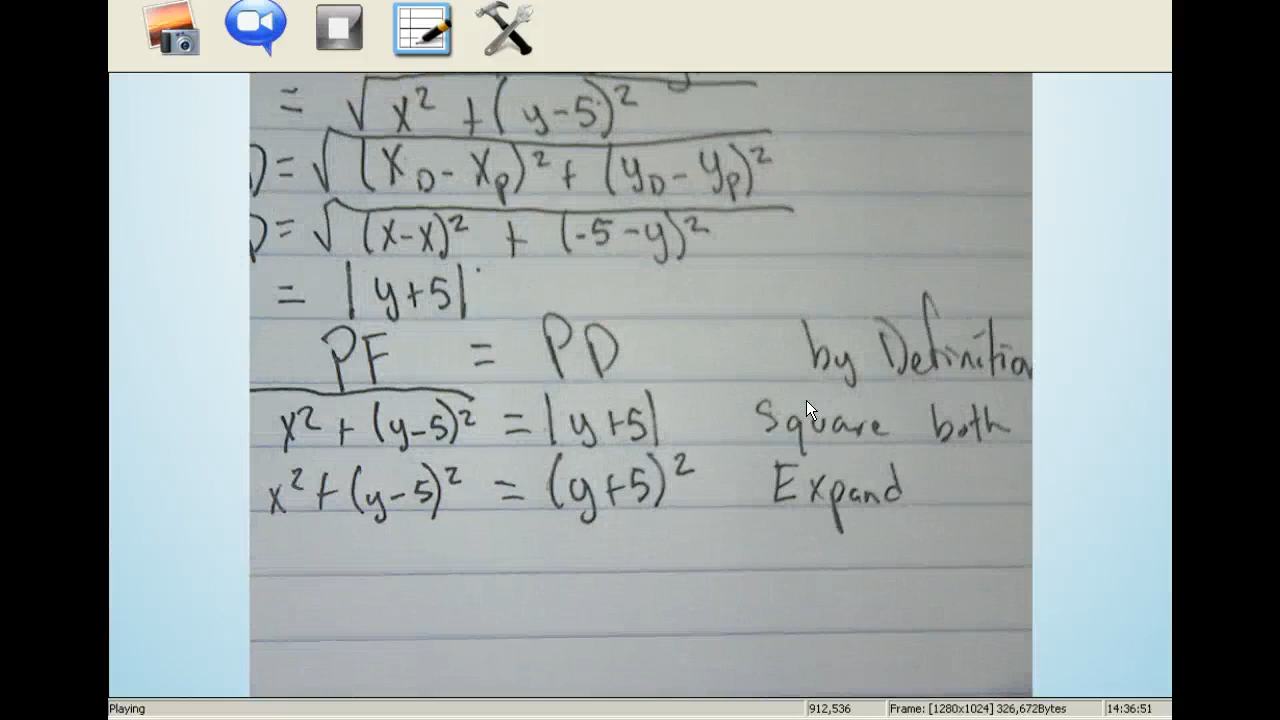 = √x² + (y-5)²
D = √(x_D - x_P)² + (y_D - y_P)²
D = √(x-x)² + (-5-y)²
= |y+5|
PF = PD by Definitio
x² + (y-5)² = |y+5| Square both
x² + (y-5)² = (y+5)² Expand
Playing 912,536 Frame: [1280x1024] 326,672Bytes 14:36:51